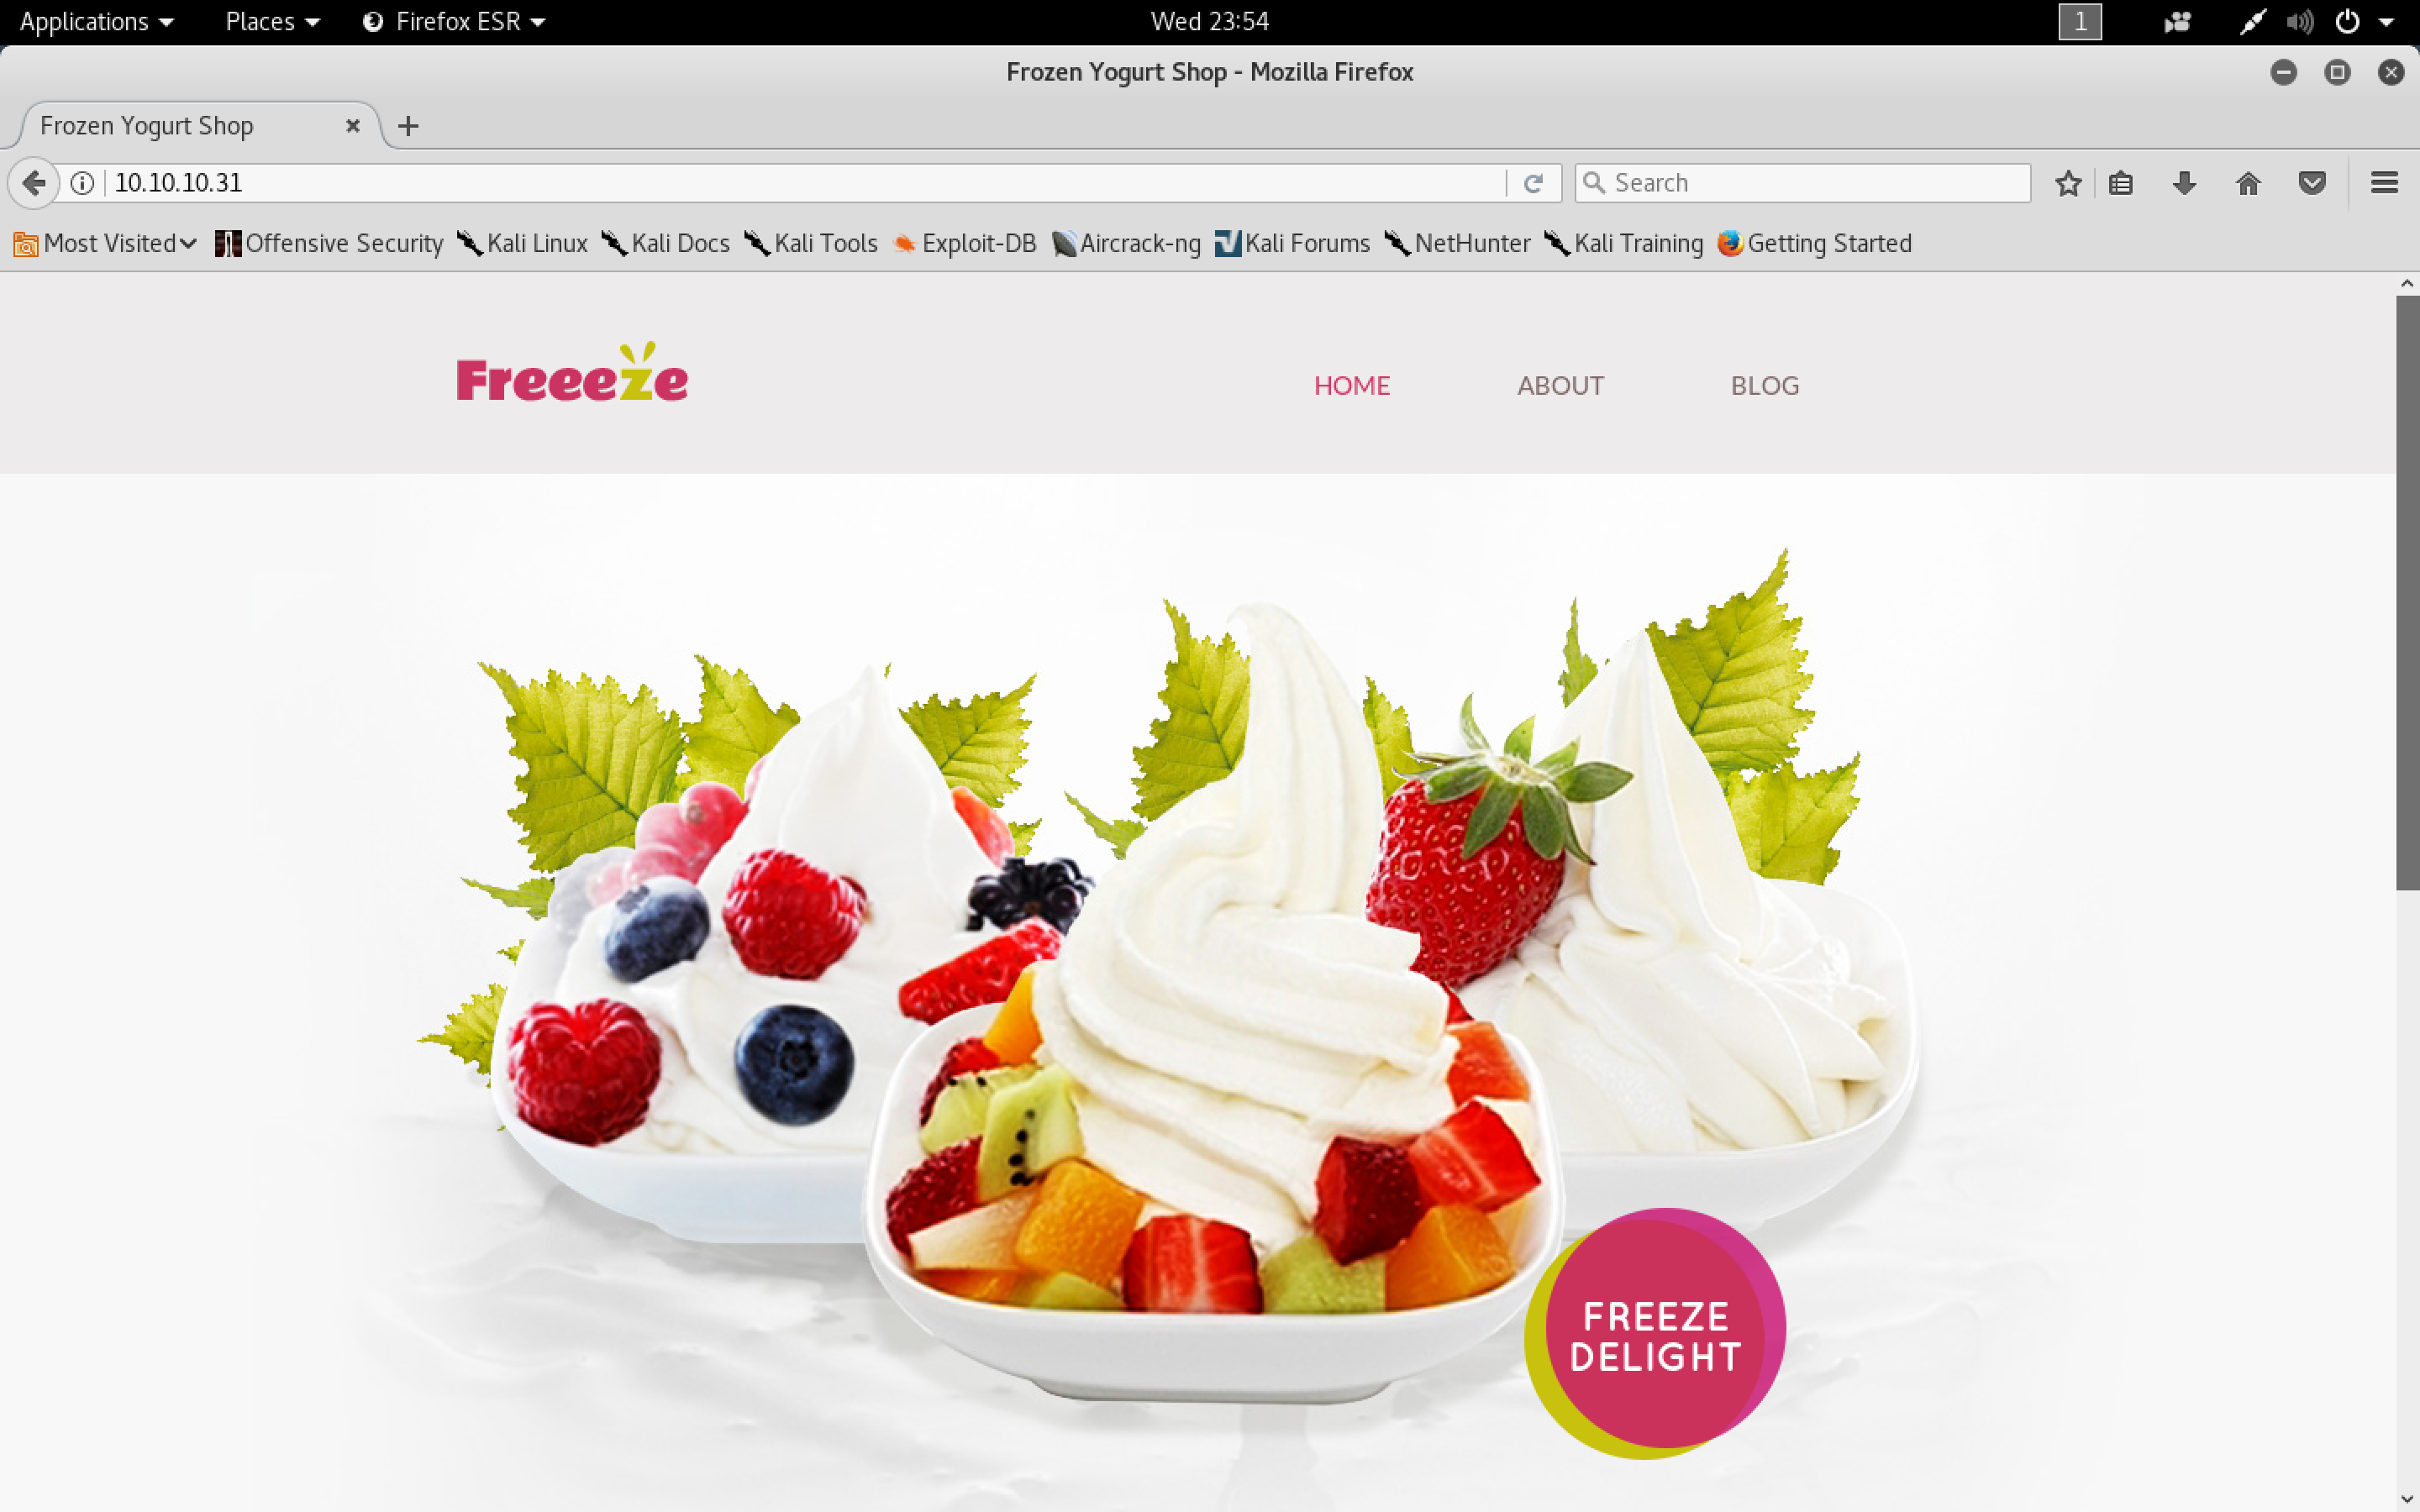 Applications Places Firefox ESR Wed 23:54 1
Frozen Yogurt Shop - Mozilla Firefox
Frozen Yogurt Shop
10.10.10.31 Search
Most Visited Offensive Security Kali Linux Kali Docs Kali Tools Exploit-DB Aircrack-ng Kali Forums NetHunter Kali Training Getting Started
Freeeze HOME ABOUT BLOG
FREEZE
DELIGHT